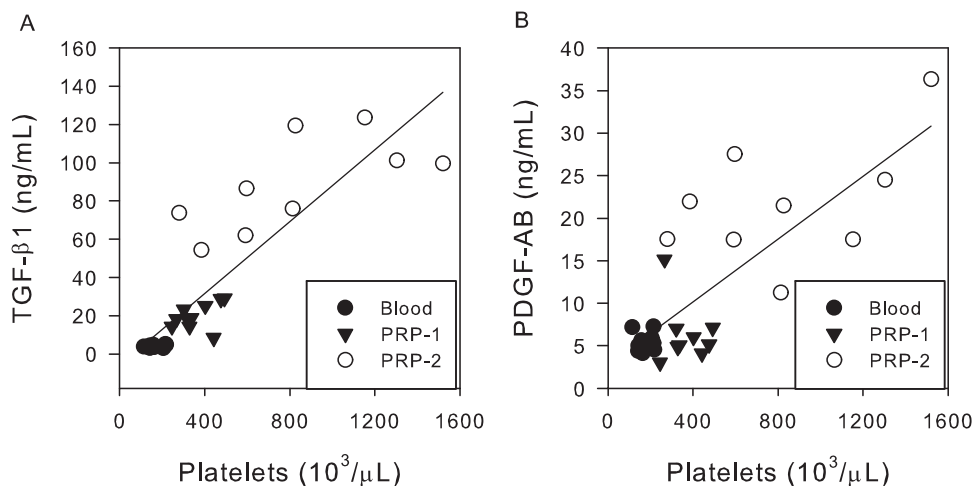 A
160
140
120
100
80
60
40
20
0
TGF-β1 (ng/mL)
Blood
PRP-1
PRP-2
0 400 800 1200 1600
Platelets (10³/μL)
B
40
35
30
25
20
15
10
5
0
PDGF-AB (ng/mL)
Blood
PRP-1
PRP-2
0 400 800 1200 1600
Platelets (10³/μL)